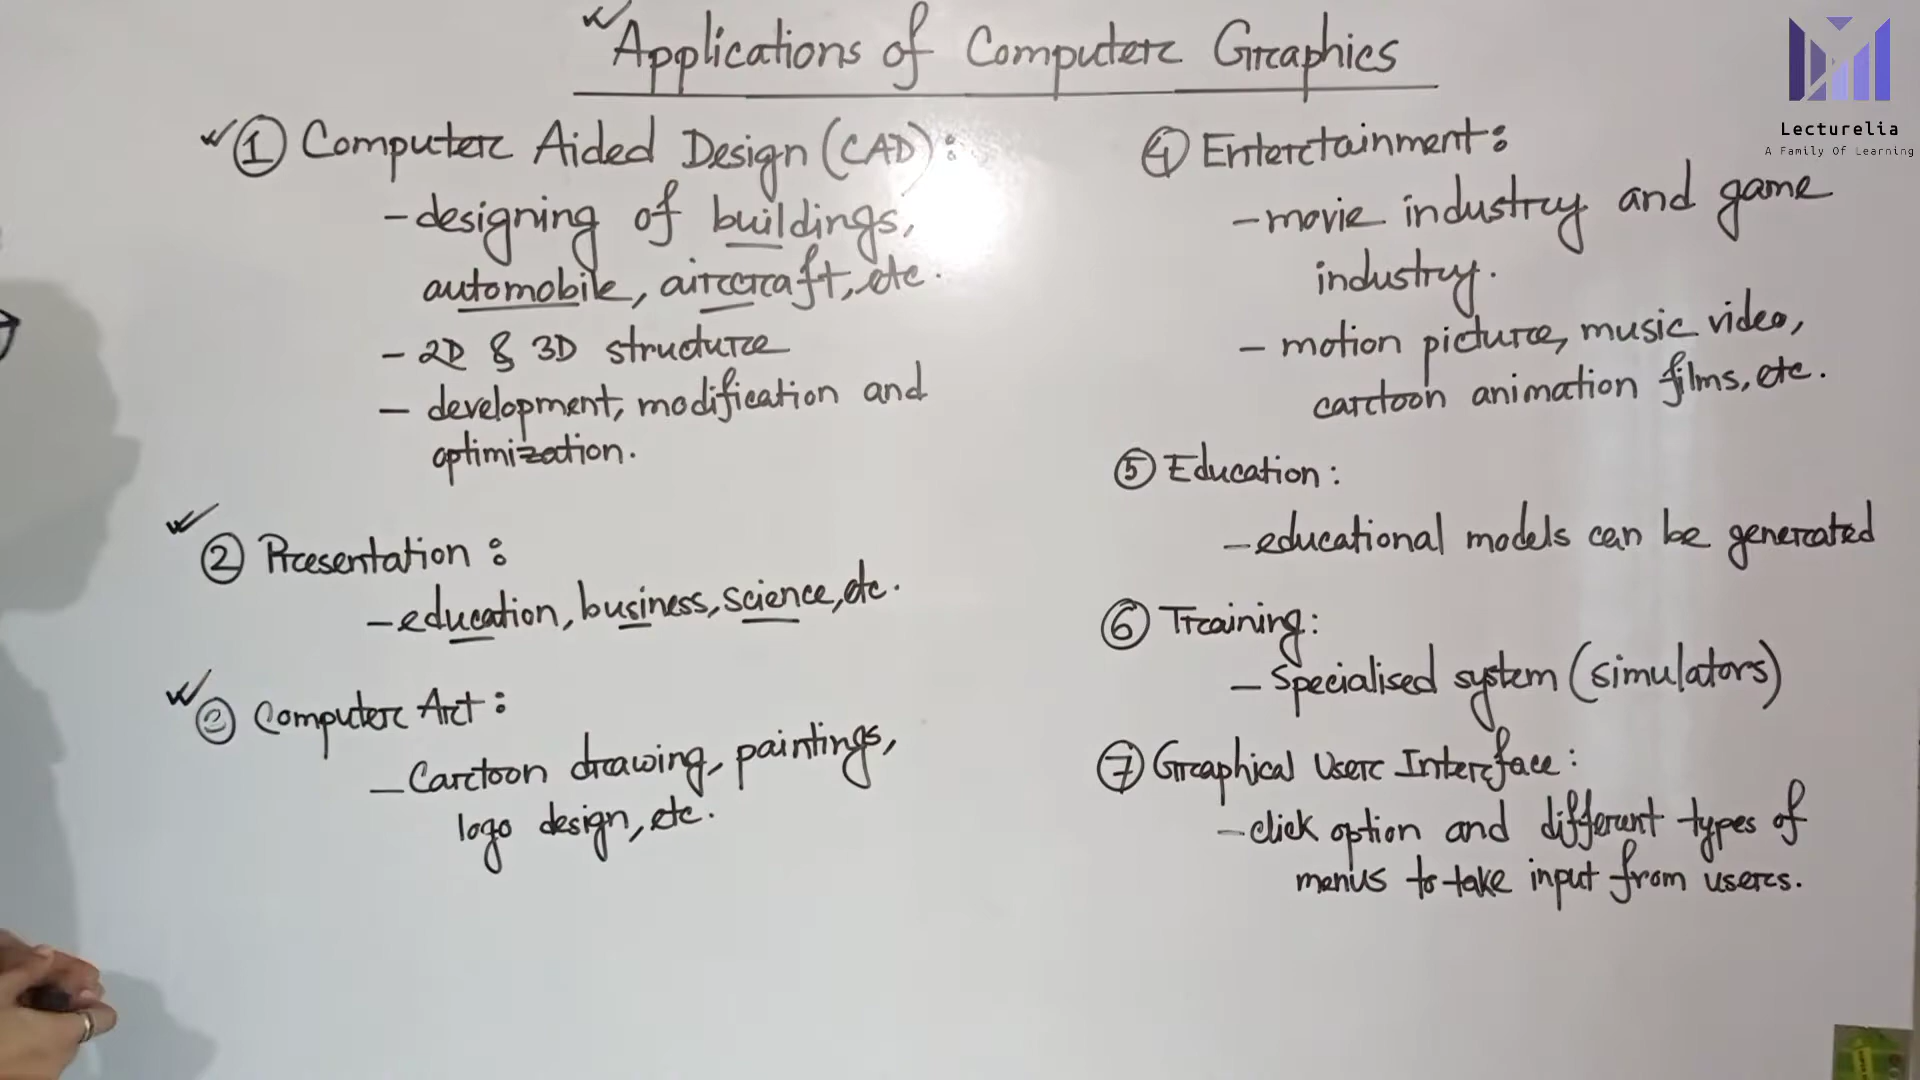 Applications of Computer Graphics
① Computer Aided Design (CAD):
- designing of buildings,
automobile, aircraft, etc.
- 2D & 3D structure
- development, modification and
optimization.
② Presentation:
- education, business, science, etc.
③ Computer Art:
- Cartoon drawing, paintings,
logo design, etc.
④ Entertainment:
- movie industry and game
industry.
- motion picture, music video,
cartoon animation films, etc.
⑤ Education:
- educational models can be generated
⑥ Training:
- Specialised system (simulators)
⑦ Graphical User Interface:
- click option and different types of
menus to take input from users.
Lecturelia
A Family Of Learning